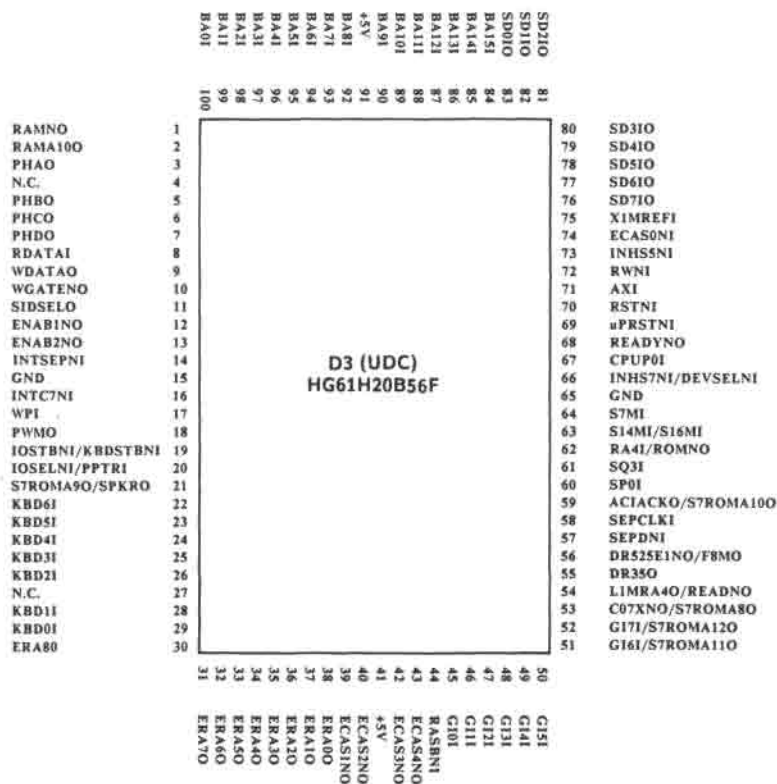 BA0I BA1I BA2I BA3I BA4I BA5I BA6I BA7I BA8I +5V BA9I BA10I BA11I BA12I BA13I BA14I BA15I SD0IO SD1IO SD2IO
100 99 98 97 96 95 94 93 92 91 90 89 88 87 86 85 84 83 82 81
RAMNO 1
RAMA10O 2
PHAO 3
N.C. 4
PHBO 5
PHCO 6
PHDO 7
RDATAI 8
WDATAO 9
WGATENO 10
SIDSELO 11
ENAB1NO 12
ENAB2NO 13
INTSEPNI 14
GND 15
INTC7NI 16
WPI 17
PWMO 18
IOSTBNI/KBDSTBNI 19
IOSELNI/PPTRI 20
S7ROMA9O/SPKRO 21
KBD6I 22
KBD5I 23
KBD4I 24
KBD3I 25
KBD2I 26
N.C. 27
KBD1I 28
KBD0I 29
ERA80 30
D3 (UDC)
HG61H20B56F
80 SD3IO
79 SD4IO
78 SD5IO
77 SD6IO
76 SD7IO
75 X1MREFI
74 ECAS0NI
73 INHS5NI
72 RWNI
71 AXI
70 RSTNI
69 uPRSTNI
68 READYNO
67 CPUP0I
66 INHS7NI/DEVSELNI
65 GND
64 S7MI
63 S14MI/S16MI
62 RA4I/ROMNO
61 SQ3I
60 SP0I
59 ACIACKO/S7ROMA10O
58 SEPCLKI
57 SEPDNI
56 DR525E1NO/F8MO
55 DR35O
54 L1MRA4O/READNO
53 C07XNO/S7ROMA8O
52 GI7I/S7ROMA12O
51 GI6I/S7ROMA11O
31 32 33 34 35 36 37 38 39 40 41 42 43 44 45 46 47 48 49 50
ERA7O ERA6O ERA5O ERA4O ERA3O ERA2O ERA1O ERA0O ECAS1NO ECAS2NO +5V ECAS3NO ECAS4NO RASBNI GI0I GI1I GI2I GI3I GI4I GI5I